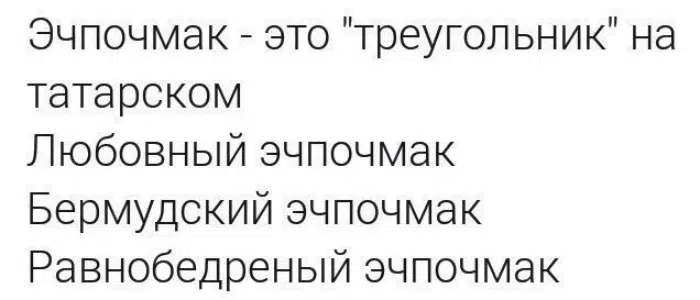 Эчпочмак - это "треугольник" на
татарском
Любовный эчпочмак
Бермудский эчпочмак
Равнобедреный эчпочмак